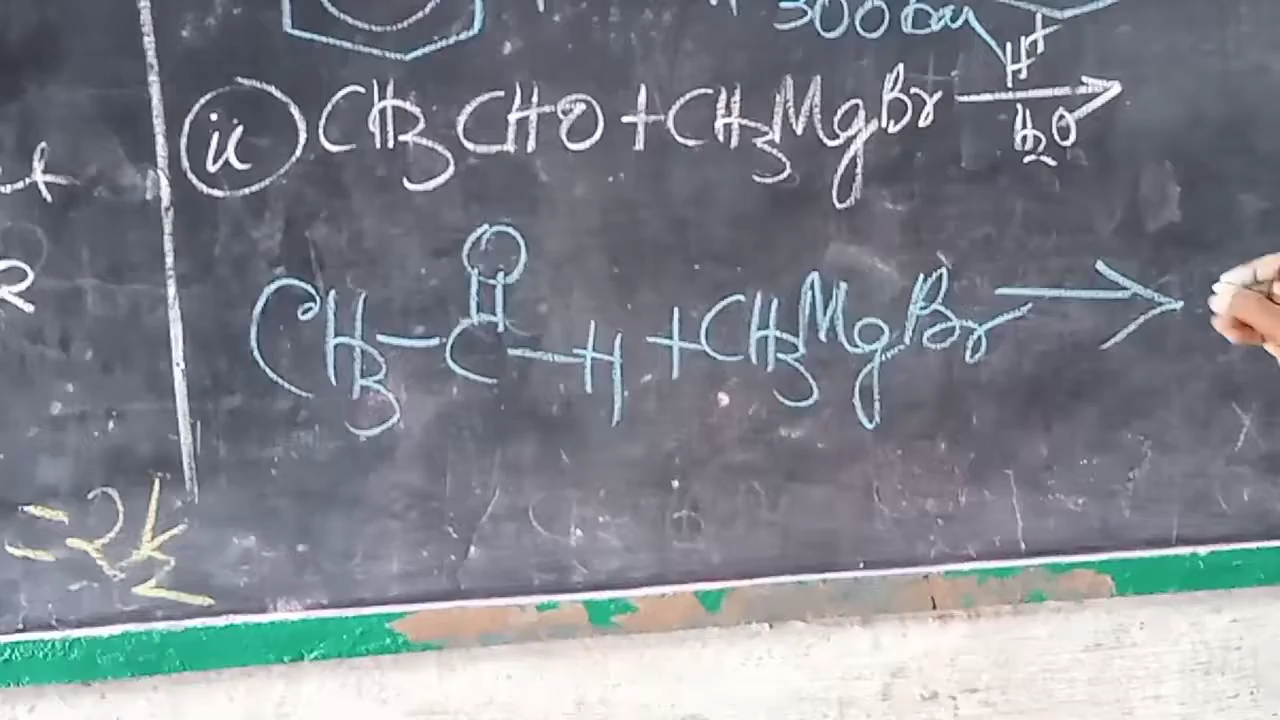 300 bar
H+
(ii) CH3CHO + CH3MgBr → H2O
O
CH3-C-H + CH3MgBr →